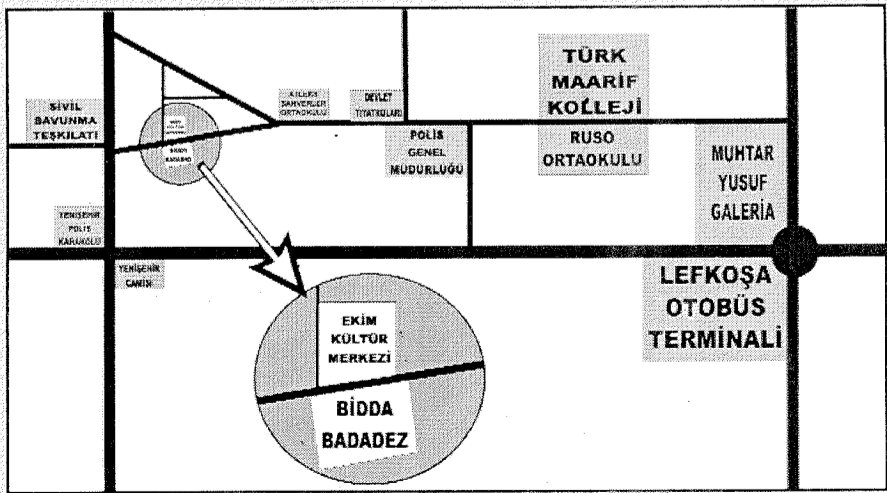 TÜRK
MAARİF
KOLLEJİ
SİVİL
SAVUNMA
TEŞKİLATI
ŞAHVERLER
ORTAOKULU
DEVLET
TİYATROLARI
POLİS
GENEL
MÜDÜRLÜĞÜ
RUSO
ORTAOKULU
MUHTAR
YUSUF
GALERİA
YENİŞEHİR
POLİS
KARAKOLU
YENİŞEHİR
CAMİSİ
LEFKOŞA
OTOBÜS
TERMİNALİ
EKİM
KÜLTÜR
MERKEZİ
BİDDA
BADADEZ